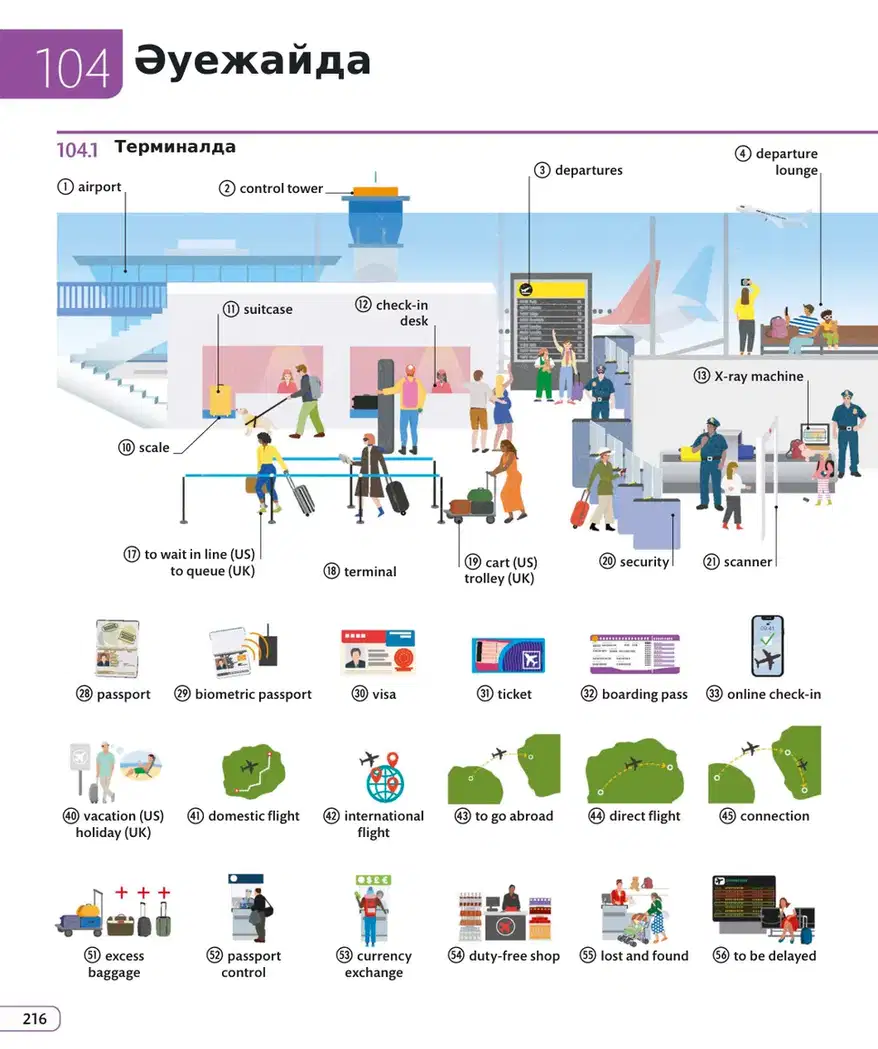 104 Әуежайда
104.1 Терминалда
① airport
② control tower
③ departures
④ departure
lounge
⑪ suitcase
⑫ check-in
desk
⑬ X-ray machine
⑩ scale
⑰ to wait in line (US)
to queue (UK)
⑱ terminal
⑲ cart (US)
trolley (UK)
⑳ security
㉑ scanner
㉘ passport
㉙ biometric passport
㉚ visa
㉛ ticket
㉜ boarding pass
09:41
㉝ online check-in
㊵ vacation (US)
holiday (UK)
㊶ domestic flight
㊷ international
flight
㊸ to go abroad
㊹ direct flight
㊺ connection
$ £ €
51 excess
baggage
52 passport
control
53 currency
exchange
54 duty-free shop
55 lost and found
56 to be delayed
216